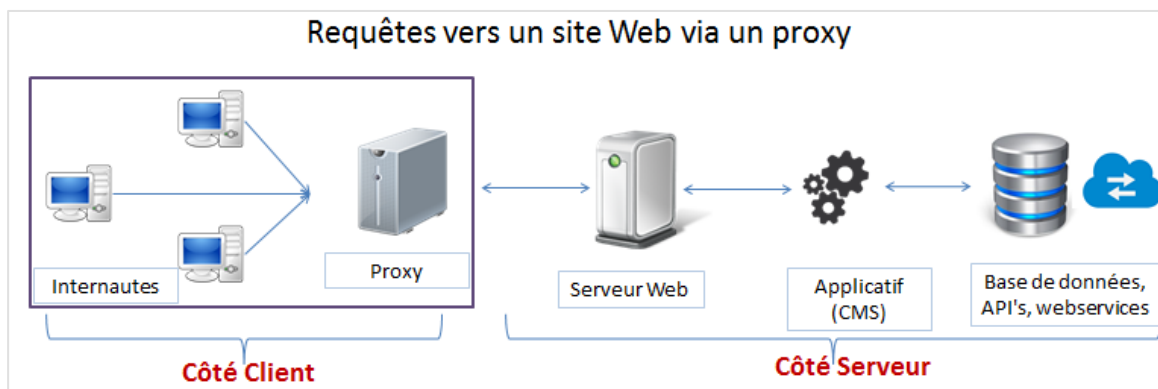 Requêtes vers un site Web via un proxy
Internautes
Proxy
Serveur Web
Applicatif
(CMS)
Base de données,
API's, webservices
Côté Client
Côté Serveur